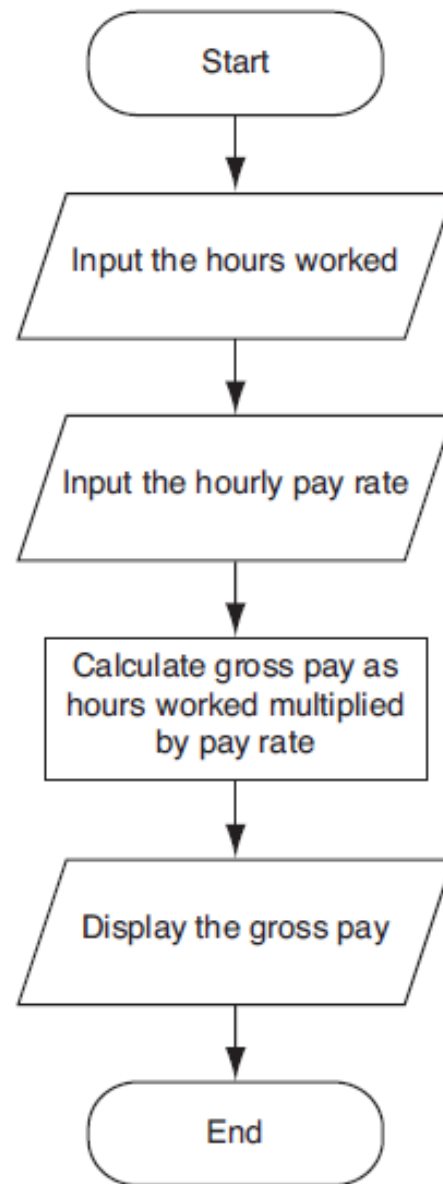 Start
Input the hours worked
Input the hourly pay rate
Calculate gross pay as
hours worked multiplied
by pay rate
Display the gross pay
End